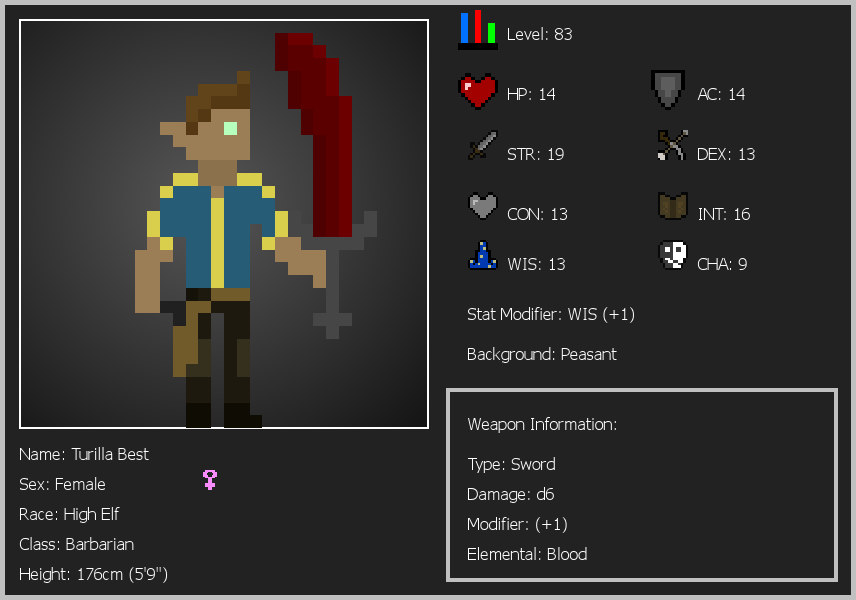 Level: 83
HP: 14
AC: 14
STR: 19
DEX: 13
CON: 13
INT: 16
WIS: 13
CHA: 9
Stat Modifier: WIS (+1)
Background: Peasant
Weapon Information:
Type: Sword
Damage: d6
Modifier: (+1)
Elemental: Blood
Name: Turilla Best
Sex: Female
Race: High Elf
Class: Barbarian
Height: 176cm (5'9")